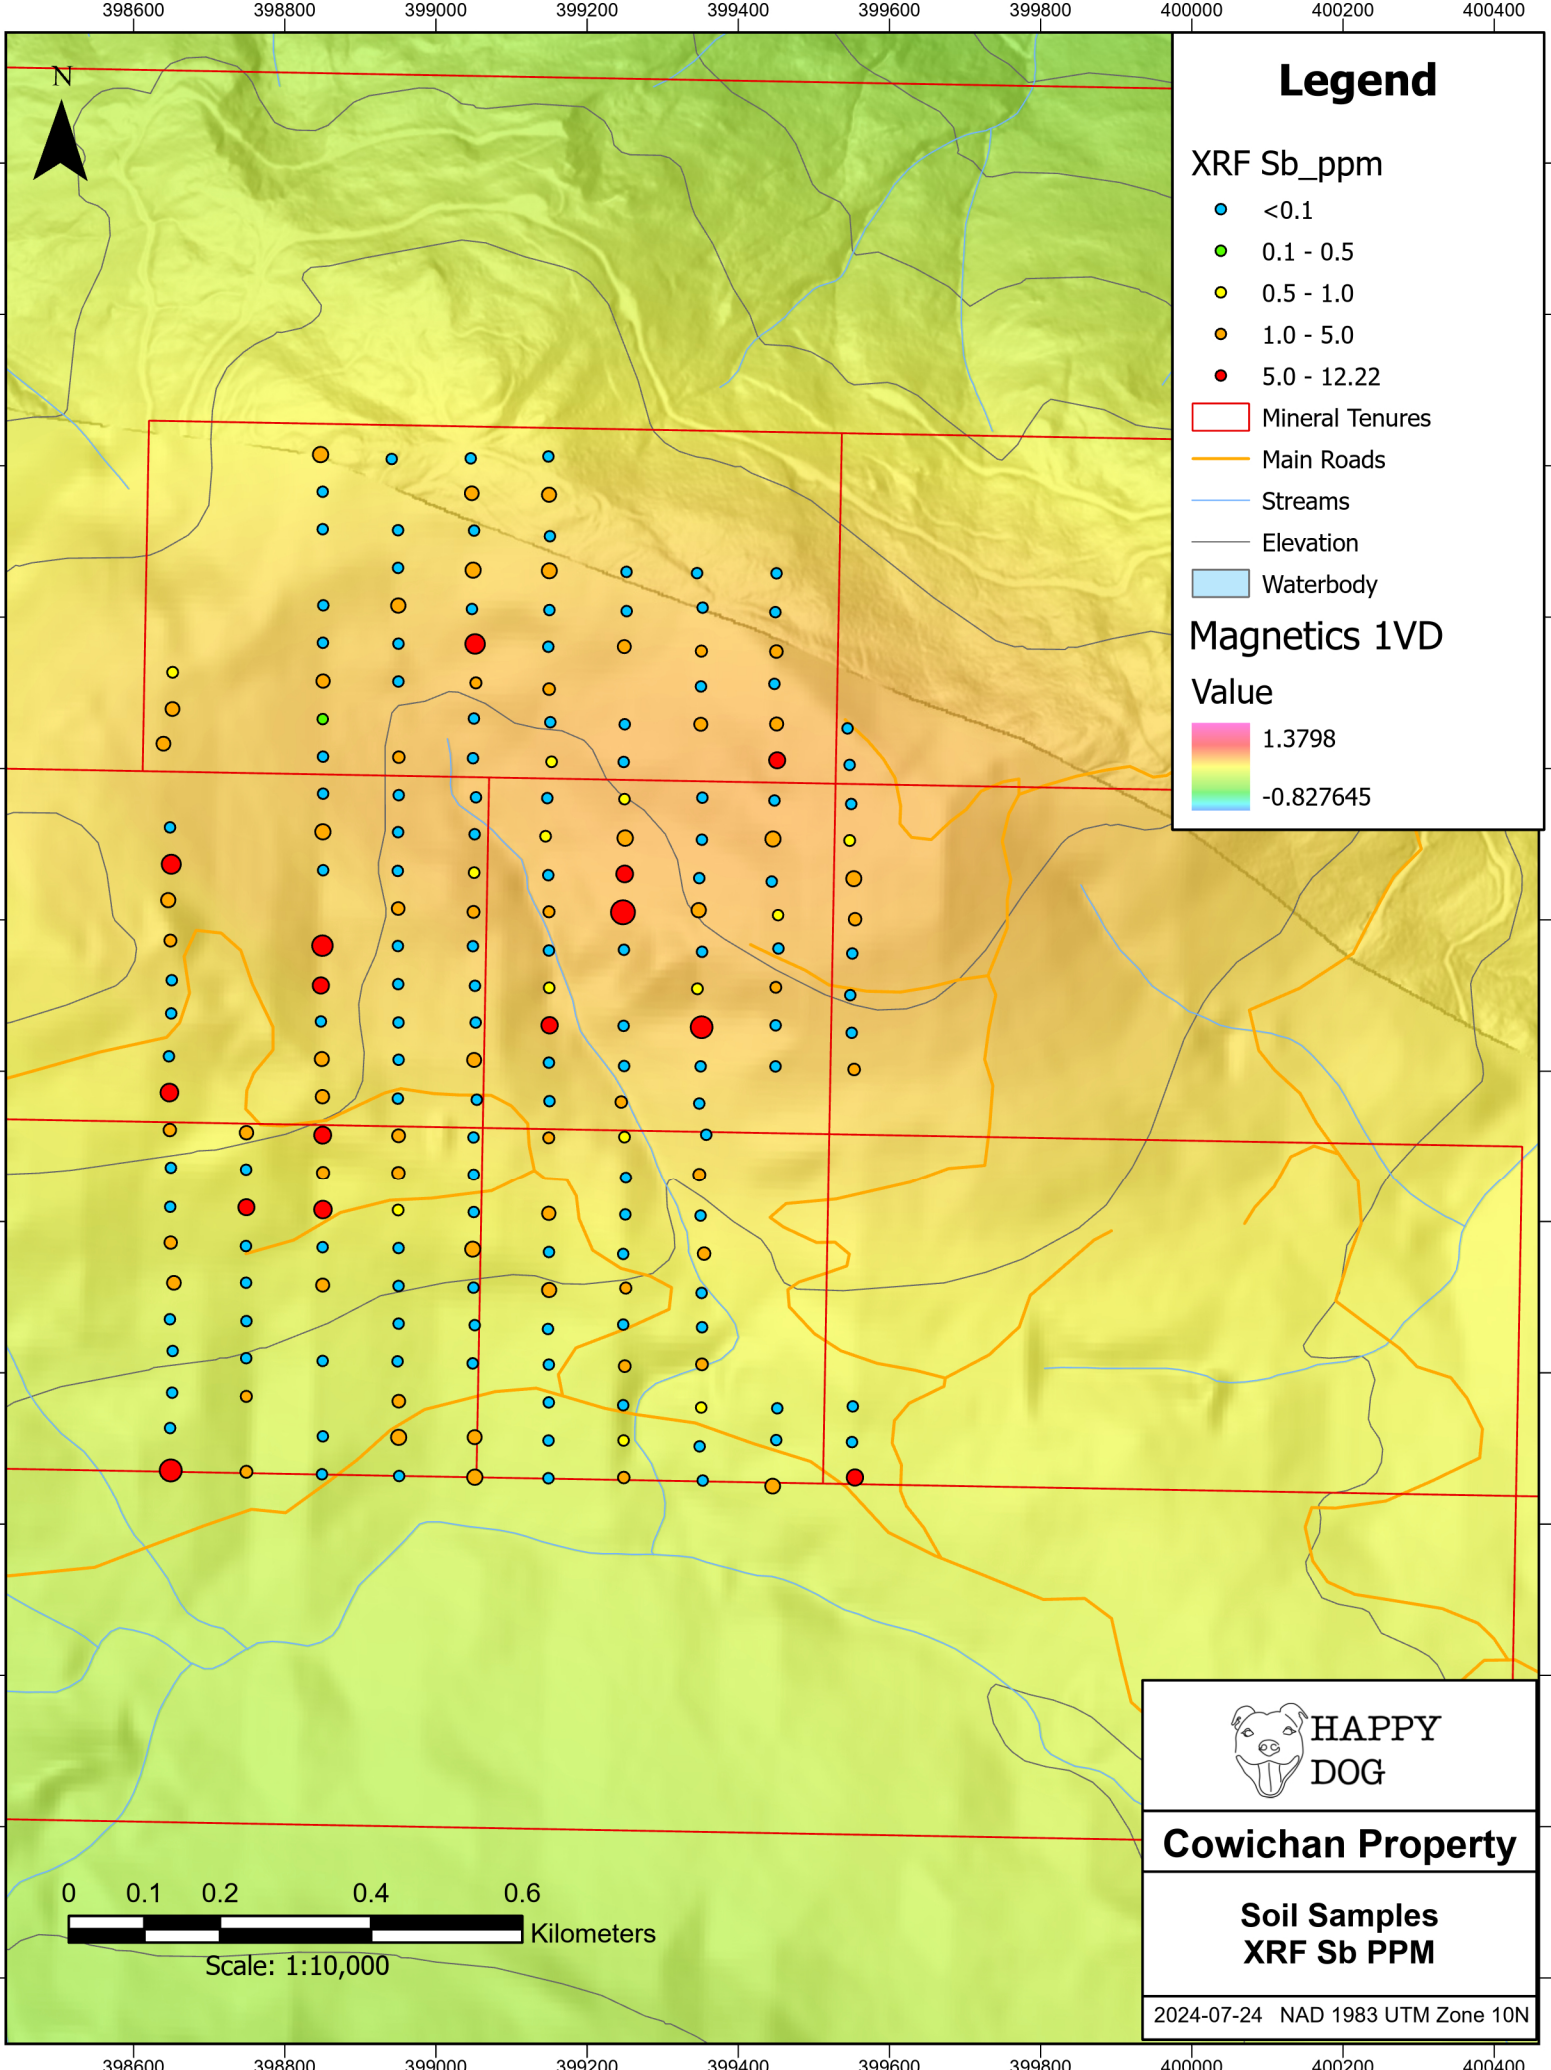 398600 398800 399000 399200 399400 399600 399800 400000 400200 400400
N
Legend
XRF Sb_ppm
<0.1
0.1 - 0.5
0.5 - 1.0
1.0 - 5.0
5.0 - 12.22
Mineral Tenures
Main Roads
Streams
Elevation
Waterbody
Magnetics 1VD
Value
1.3798
-0.827645
HAPPY
DOG
Cowichan Property
Soil Samples
XRF Sb PPM
2024-07-24 NAD 1983 UTM Zone 10N
0 0.1 0.2 0.4 0.6
Kilometers
Scale: 1:10,000
398600 398800 399000 399200 399400 399600 399800 400000 400200 400400